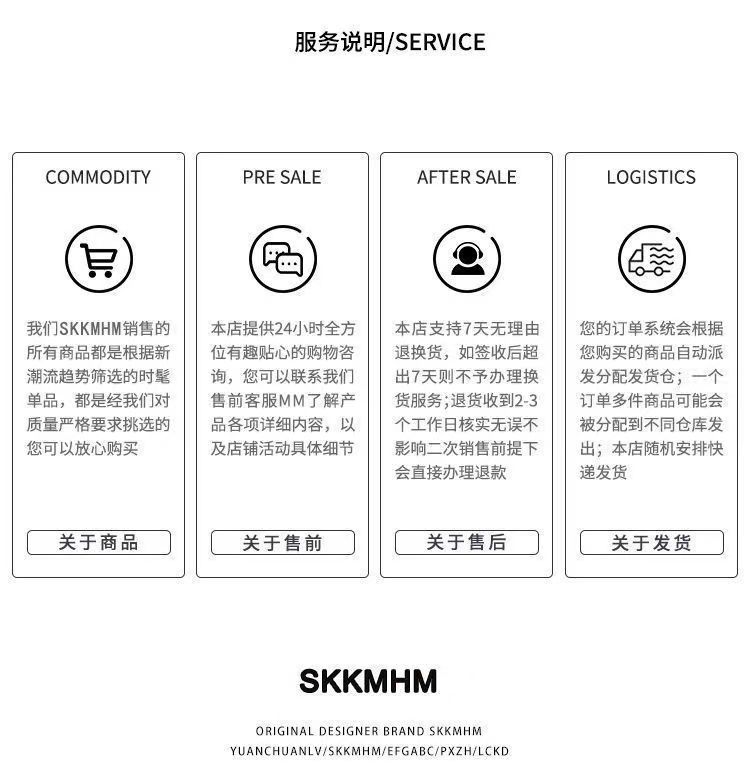 服务说明/SERVICE
COMMODITY
我们SKKMHM销售的
所有商品都是根据新
潮流趋势筛选的时髦
单品，都是经我们对
质量严格要求挑选的
您可以放心购买
关于商品
PRE SALE
本店提供24小时全方
位有趣贴心的购物咨
询，您可以联系我们
售前客服MM了解产
品各项详细内容，以
及店铺活动具体细节
关于售前
AFTER SALE
本店支持7天无理由
退换货，如签收后超
出7天则不予办理换
货服务;退货收到2-3
个工作日核实无误不
影响二次销售前提下
会直接办理退款
关于售后
LOGISTICS
您的订单系统会根据
您购买的商品自动派
发分配发货仓；一个
订单多件商品可能会
被分配到不同仓库发
出；本店随机安排快
递发货
关于发货
SKKMHM
ORIGINAL DESIGNER BRAND SKKMHM
YUANCHUANLV/SKKMHM/EFGABC/PXZH/LCKD